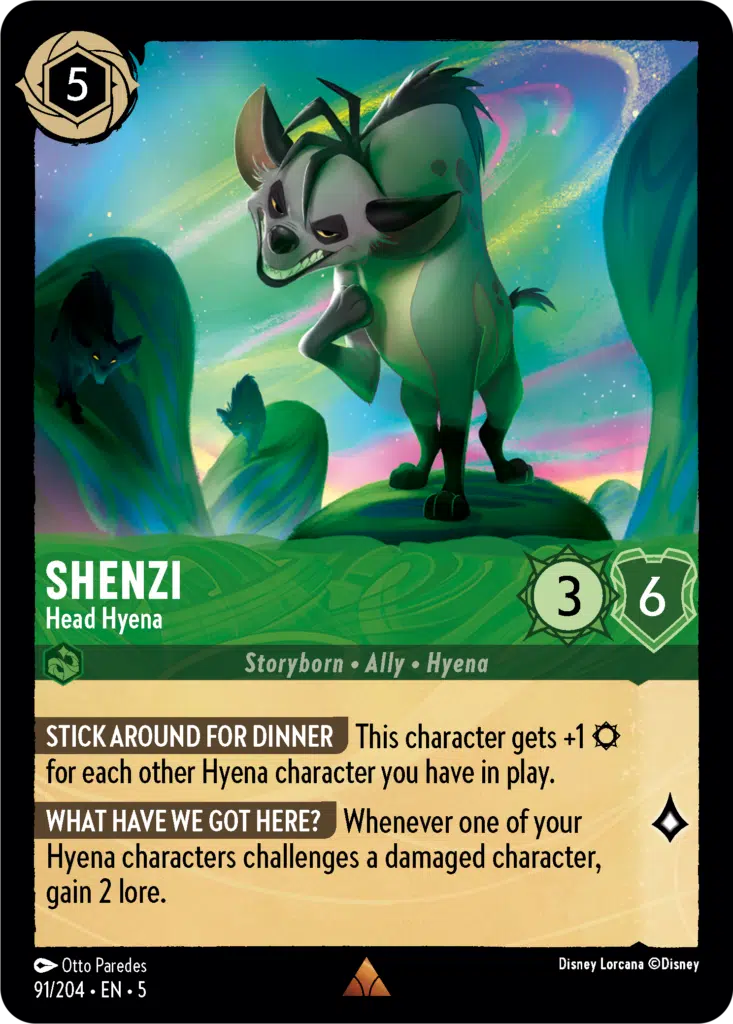 5
SHENZI
Head Hyena
3
6
Storyborn • Ally • Hyena
STICK AROUND FOR DINNER This character gets +1
for each other Hyena character you have in play.
WHAT HAVE WE GOT HERE? Whenever one of your
Hyena characters challenges a damaged character,
gain 2 lore.
Otto Paredes
Disney Lorcana ©Disney
91/204 • EN • 5